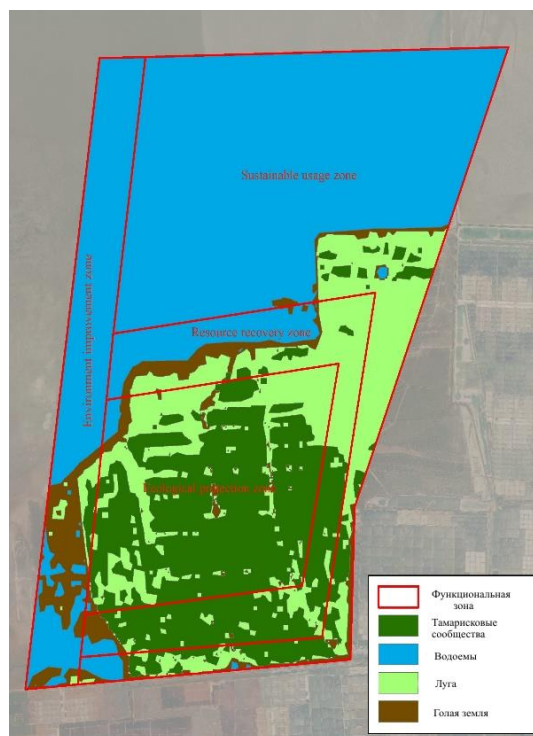 Sustainable usage zone
Environment improvement zone
Resource recovery zone
Ecological protection zone
Функциональная
зона
Тамарисковые
сообщества
Водоемы
Луга
Голая земля